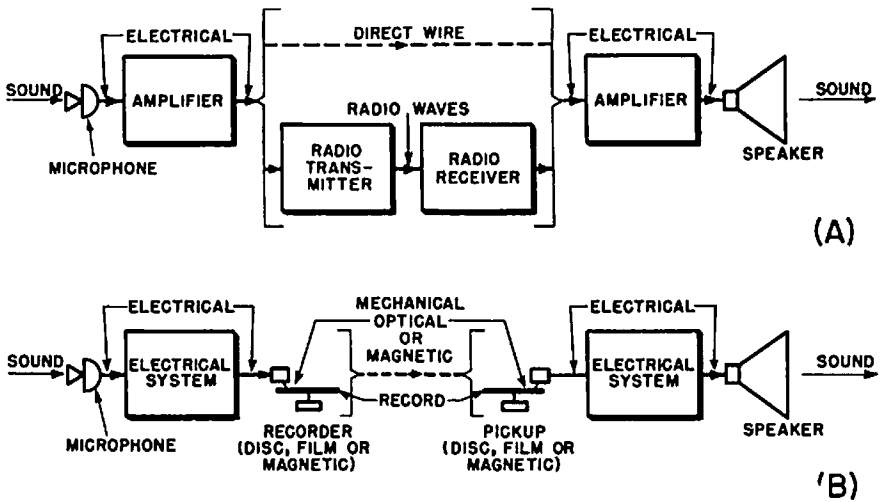 ELECTRICAL
DIRECT WIRE
ELECTRICAL
SOUND
AMPLIFIER
AMPLIFIER
SOUND
RADIO WAVES
MICROPHONE
RADIO
TRANS-
MITTER
RADIO
RECEIVER
SPEAKER
(A)
ELECTRICAL
MECHANICAL
OPTICAL
OR
MAGNETIC
ELECTRICAL
SOUND
ELECTRICAL
SYSTEM
ELECTRICAL
SYSTEM
SOUND
RECORD
MICROPHONE
RECORDER
(DISC, FILM OR
MAGNETIC)
PICKUP
(DISC, FILM OR
MAGNETIC)
SPEAKER
'B)